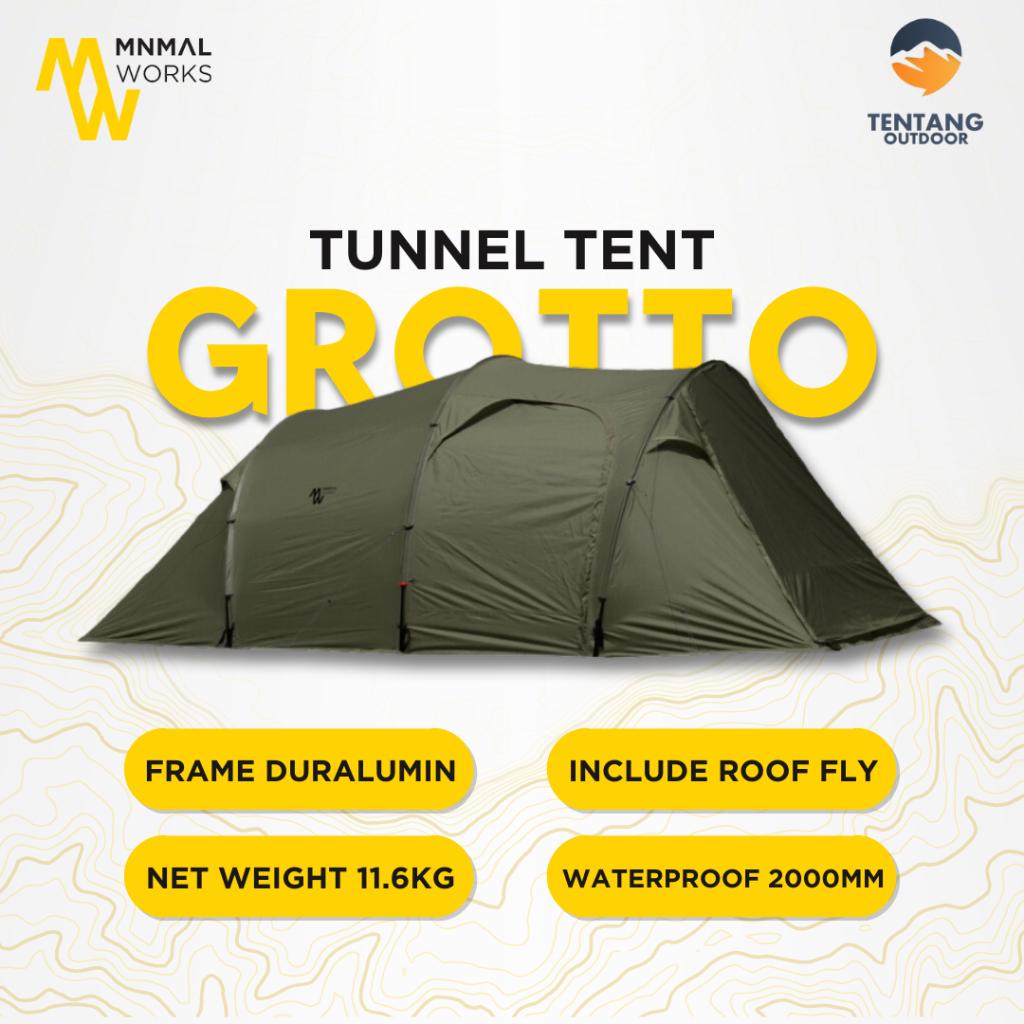 MNMAL
WORKS
TENTANG
OUTDOOR
TUNNEL TENT
GROTTO
FRAME DURALUMIN
INCLUDE ROOF FLY
NET WEIGHT 11.6KG
WATERPROOF 2000MM